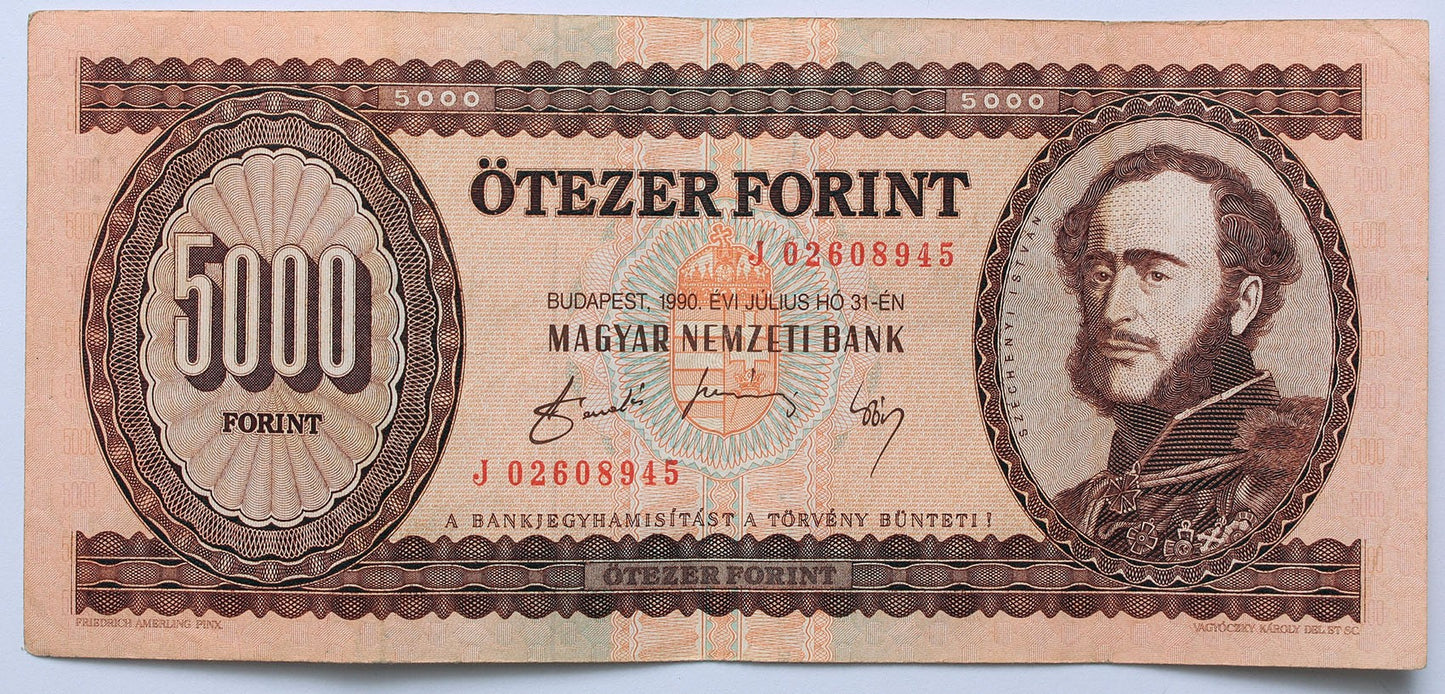 5000 5000
ÖTEZER FORINT
J 02608945
BUDAPEST, 1990. ÉVI JÚLIUS HÓ 31-ÉN
MAGYAR NEMZETI BANK
5000
FORINT
J 02608945
A BANKJEGYHAMISÍTÁST A TÖRVÉNY BÜNTETI!
ÖTEZER FORINT
SZÉCHENYI ISTVÁN
FRIEDRICH AMERLING PINX.
VAGYÓCZKY KÁROLY DEL. ET SC.